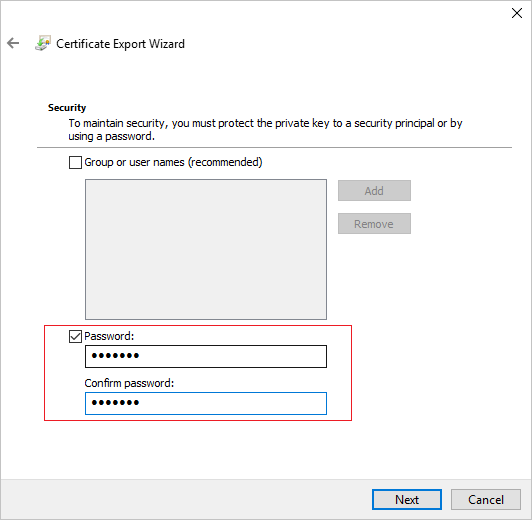 Certificate Export Wizard
Security
To maintain security, you must protect the private key to a security principal or by
using a password.
Group or user names (recommended)
Add
Remove
Password:
•••••••
Confirm password:
•••••••
Next
Cancel